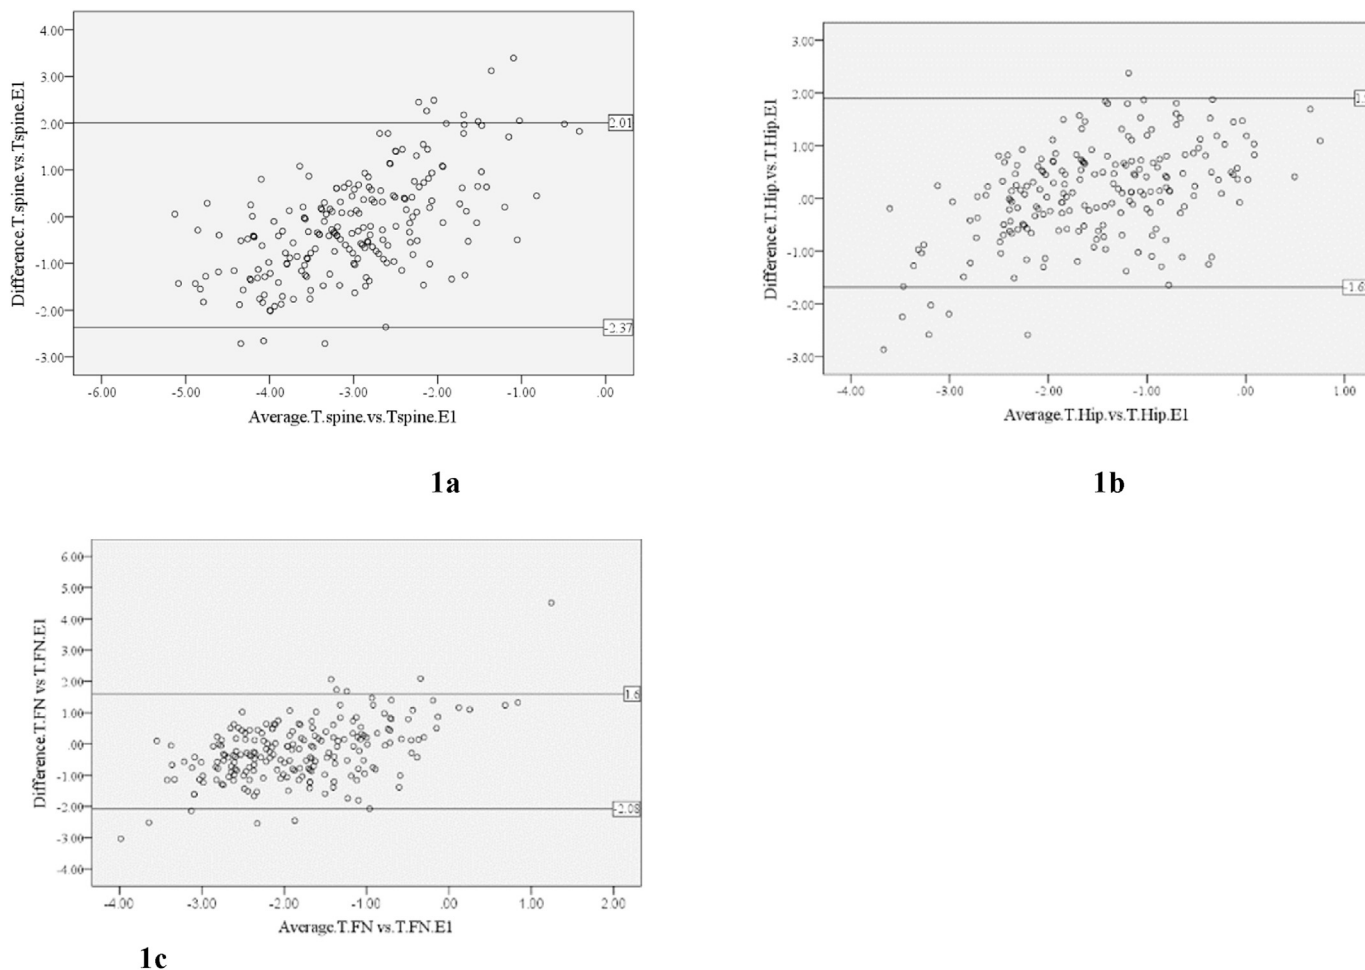 4.00
3.00
2.00
1.00
.00
-1.00
-2.00
-3.00
Difference.T.spine.vs.Tspine.E1
2.01
-2.37
-6.00 -5.00 -4.00 -3.00 -2.00 -1.00 .00
Average.T.spine.vs.Tspine.E1
1a
3.00
2.00
1.00
.00
-1.00
-2.00
-3.00
Difference.T.Hip.vs.T.Hip.E1
-4.00 -3.00 -2.00 -1.00 .00 1.00
Average.T.Hip.vs.T.Hip.E1
1b
6.00
5.00
4.00
3.00
2.00
1.00
.00
-1.00
-2.00
-3.00
-4.00
Difference.T.FN vs T.FN.E1
1.6
-2.08
-4.00 -3.00 -2.00 -1.00 .00 1.00 2.00
Average.T.FN vs.T.FN.E1
1c